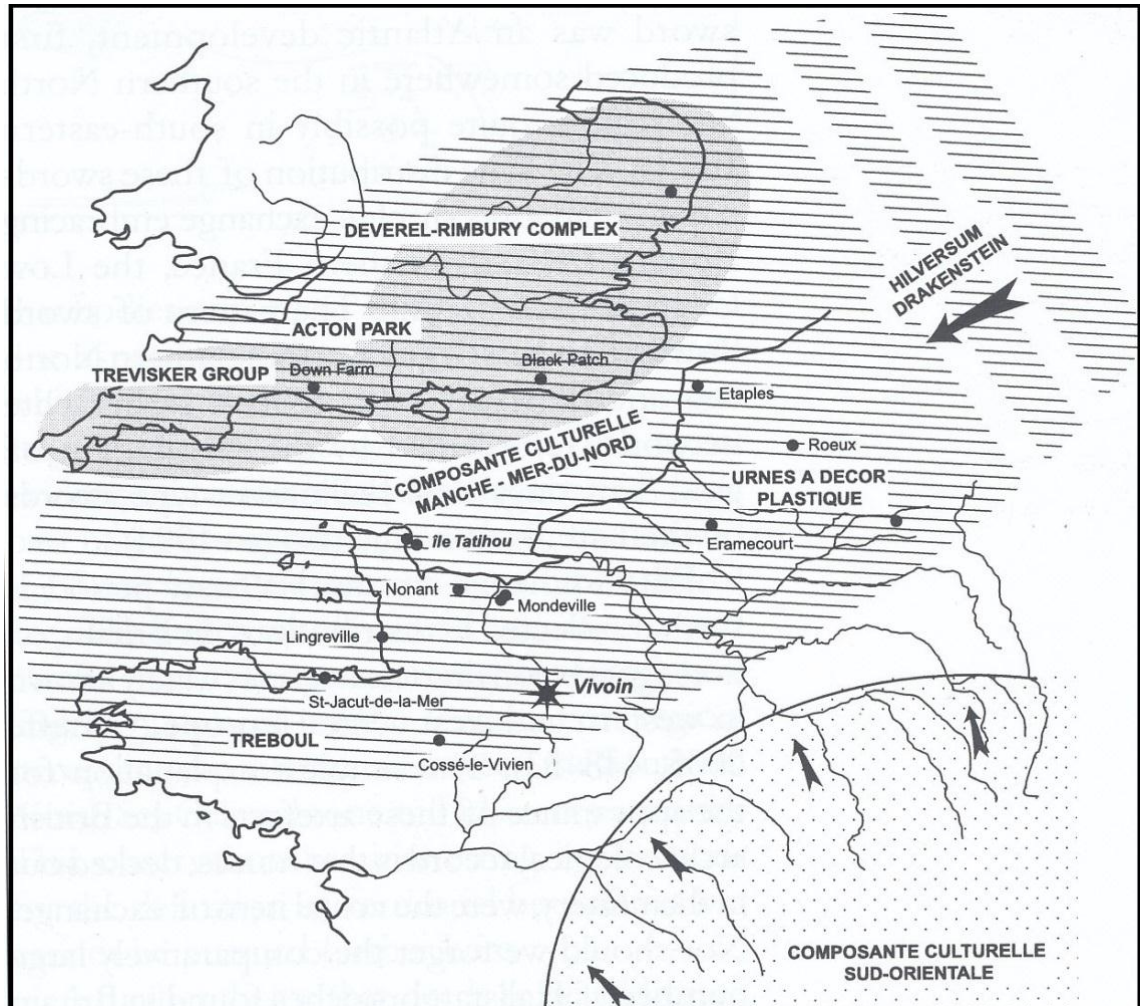 DEVEREL-RIMBURY COMPLEX
HILVERSUM
DRAKENSTEIN
ACTON PARK
TREVISKER GROUP
Down Farm
Black Patch
Etaples
COMPOSANTE CULTURELLE
MANCHE - MER-DU-NORD
Roeux
URNES A DECOR
PLASTIQUE
île Tatihou
Eramecourt
Nonant
Mondeville
Lingreville
Vivoin
St-Jacut-de-la-Mer
TREBOUL
Cossé-le-Vivien
COMPOSANTE CULTURELLE
SUD-ORIENTALE